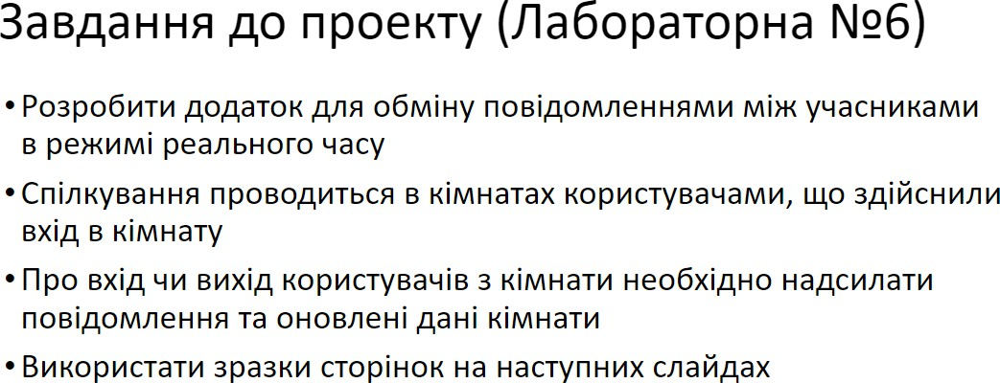 Завдання до проекту (Лабораторна №6)
• Розробити додаток для обміну повідомленнями між учасниками
в режимі реального часу
• Спілкування проводиться в кімнатах користувачами, що здійснили
вхід в кімнату
• Про вхід чи вихід користувачів з кімнати необхідно надсилати
повідомлення та оновлені дані кімнати
• Використати зразки сторінок на наступних слайдах